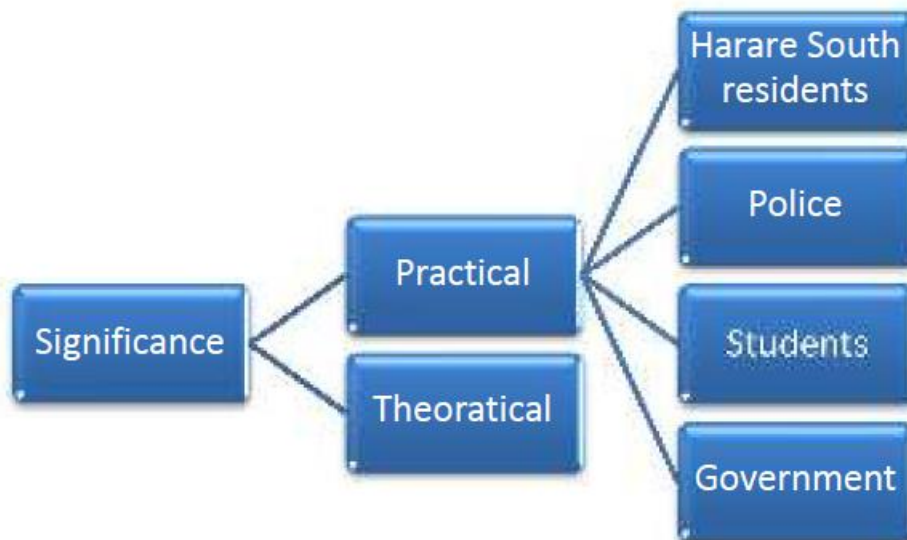 Significance
Practical
Theoratical
Harare South
residents
Police
Students
Government